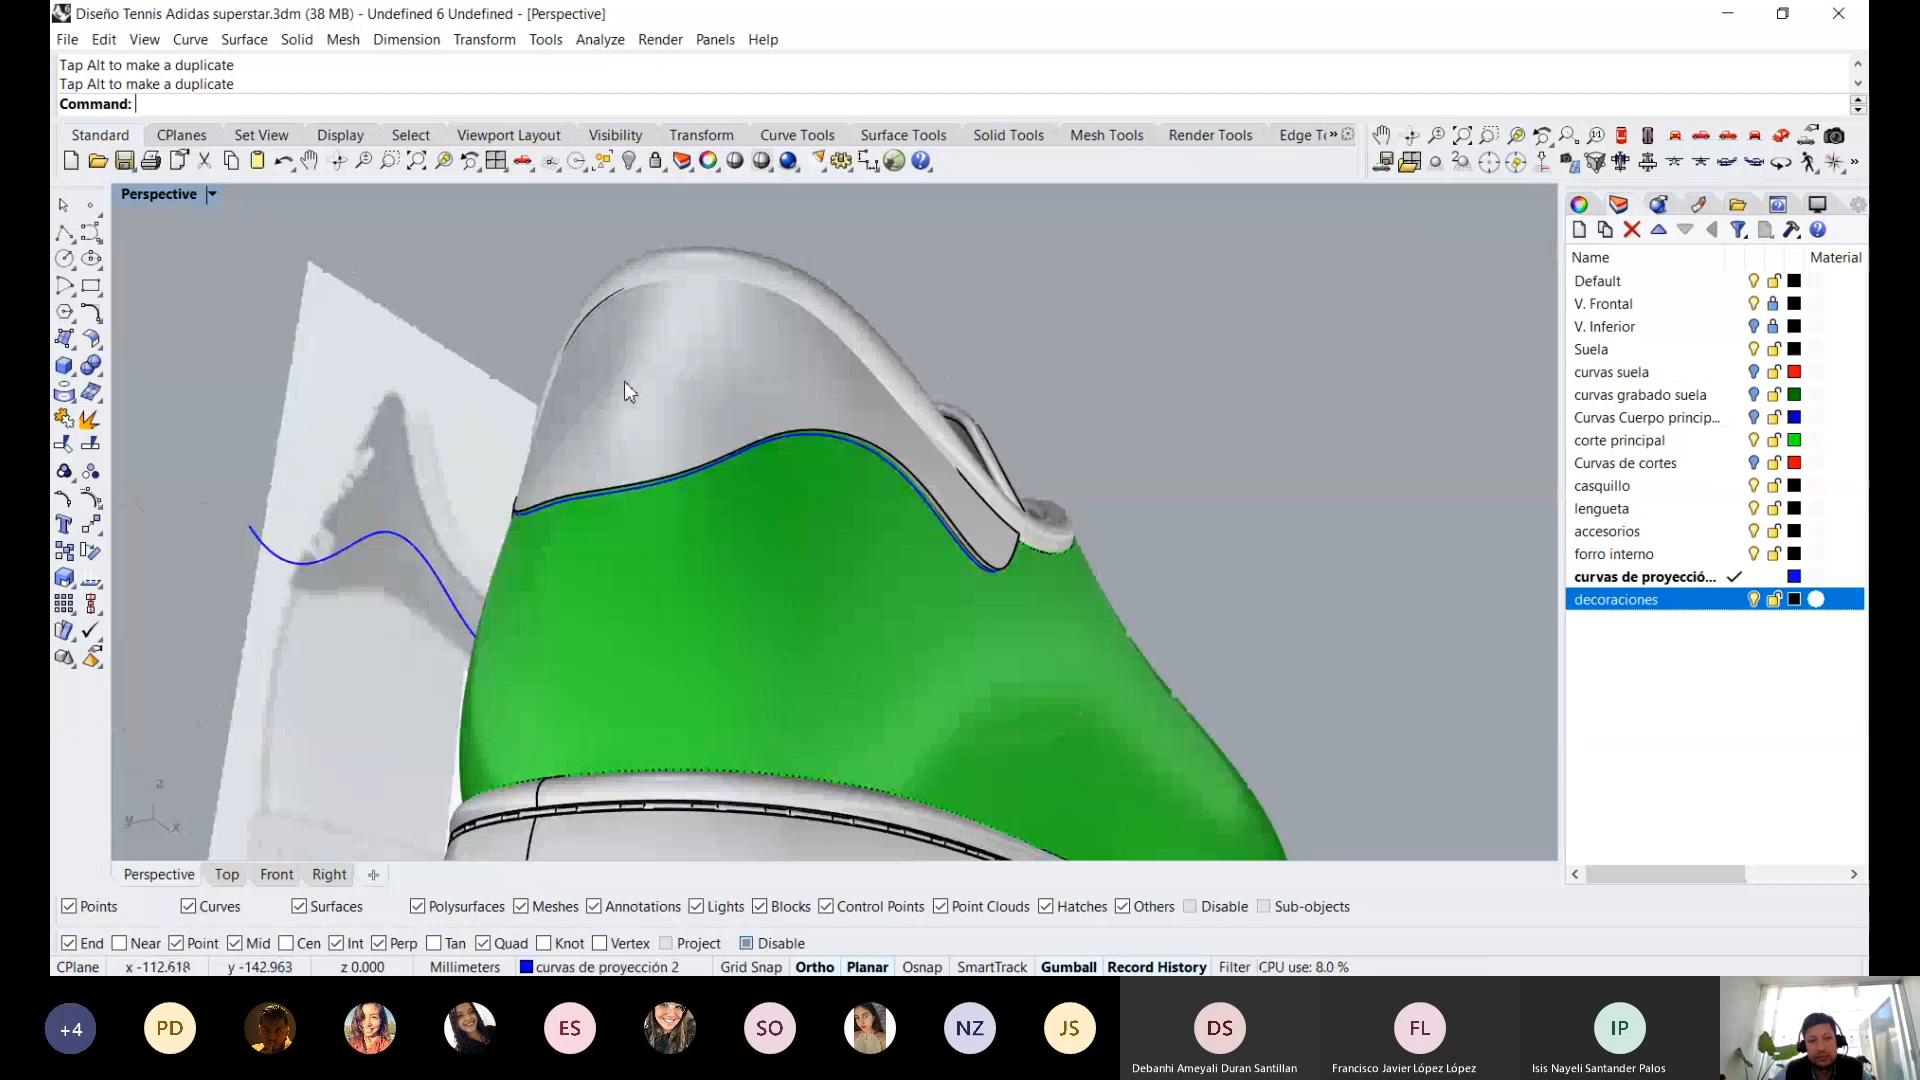 Diseño Tennis Adidas superstar.3dm (38 MB) - Undefined 6 Undefined - [Perspective]
File Edit View Curve Surface Solid Mesh Dimension Transform Tools Analyze Render Panels Help
Tap Alt to make a duplicate
Tap Alt to make a duplicate
Command:
Standard CPlanes Set View Display Select Viewport Layout Visibility Transform Curve Tools Surface Tools Solid Tools Mesh Tools Render Tools Edge To »
Perspective
Name Material
Default
V. Frontal
V. Inferior
Suela
curvas suela
curvas grabado suela
Curvas Cuerpo princip...
corte principal
Curvas de cortes
casquillo
lengueta
accesorios
forro interno
curvas de proyecció...
decoraciones
z
y
x
Perspective Top Front Right
Points Curves Surfaces Polysurfaces Meshes Annotations Lights Blocks Control Points Point Clouds Hatches Others Disable Sub-objects
End Near Point Mid Cen Int Perp Tan Quad Knot Vertex Project Disable
CPlane x -112.618 y -142.963 z 0.000 Millimeters curvas de proyección 2 Grid Snap Ortho Planar Osnap SmartTrack Gumball Record History Filter CPU use: 8.0 %
+4 PD ES SO NZ JS DS FL IP
Debanhi Ameyali Duran Santillan Francisco Javier López López Isis Nayeli Santander Palos